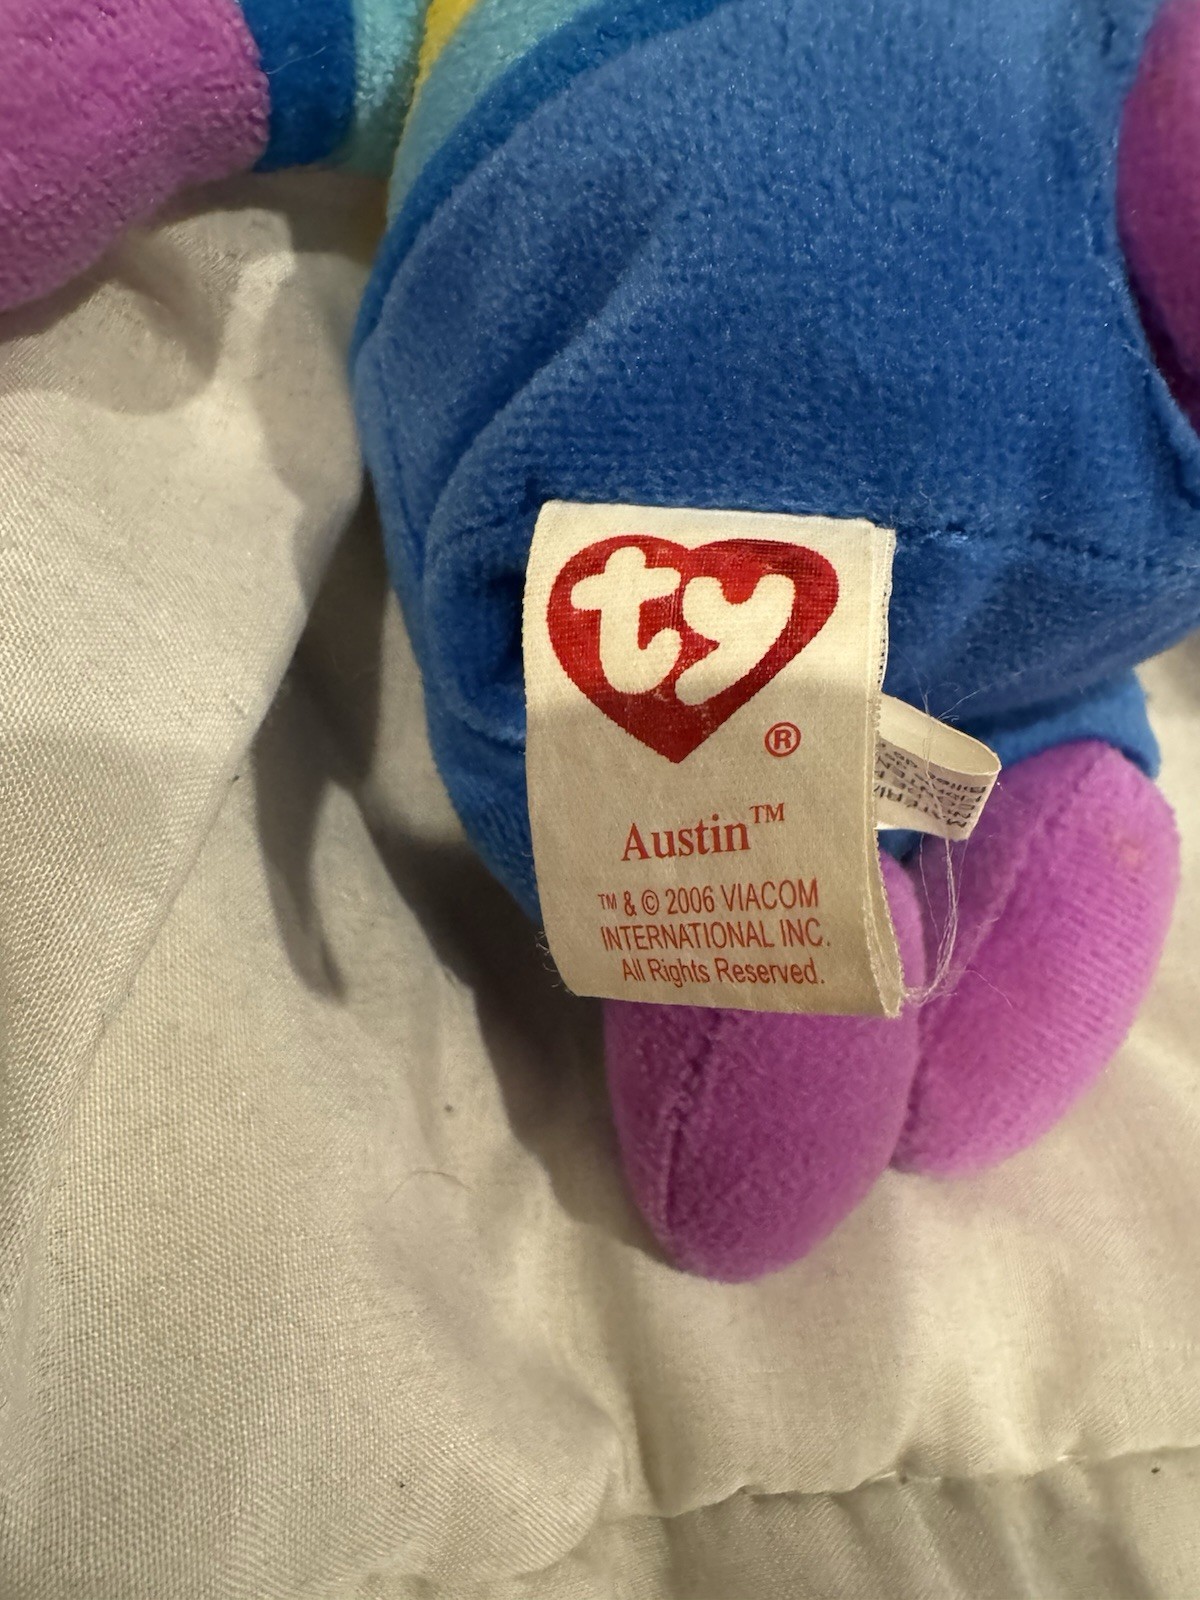 ty
®
Austin™
™ & © 2006 VIACOM
INTERNATIONAL INC.
All Rights Reserved.